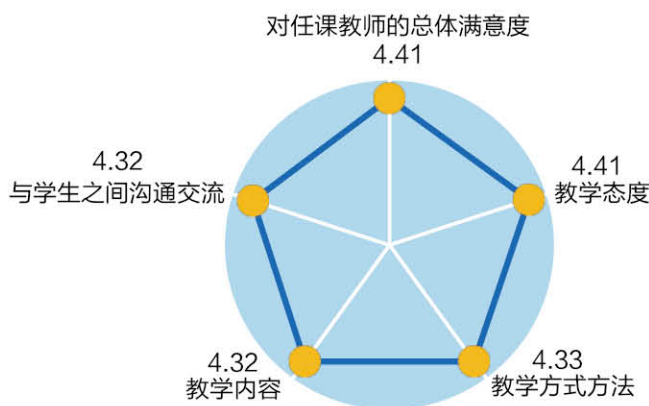 对任课教师的总体满意度
4.41
4.32
与学生之间沟通交流
4.41
教学态度
4.32
教学内容
4.33
教学方式方法